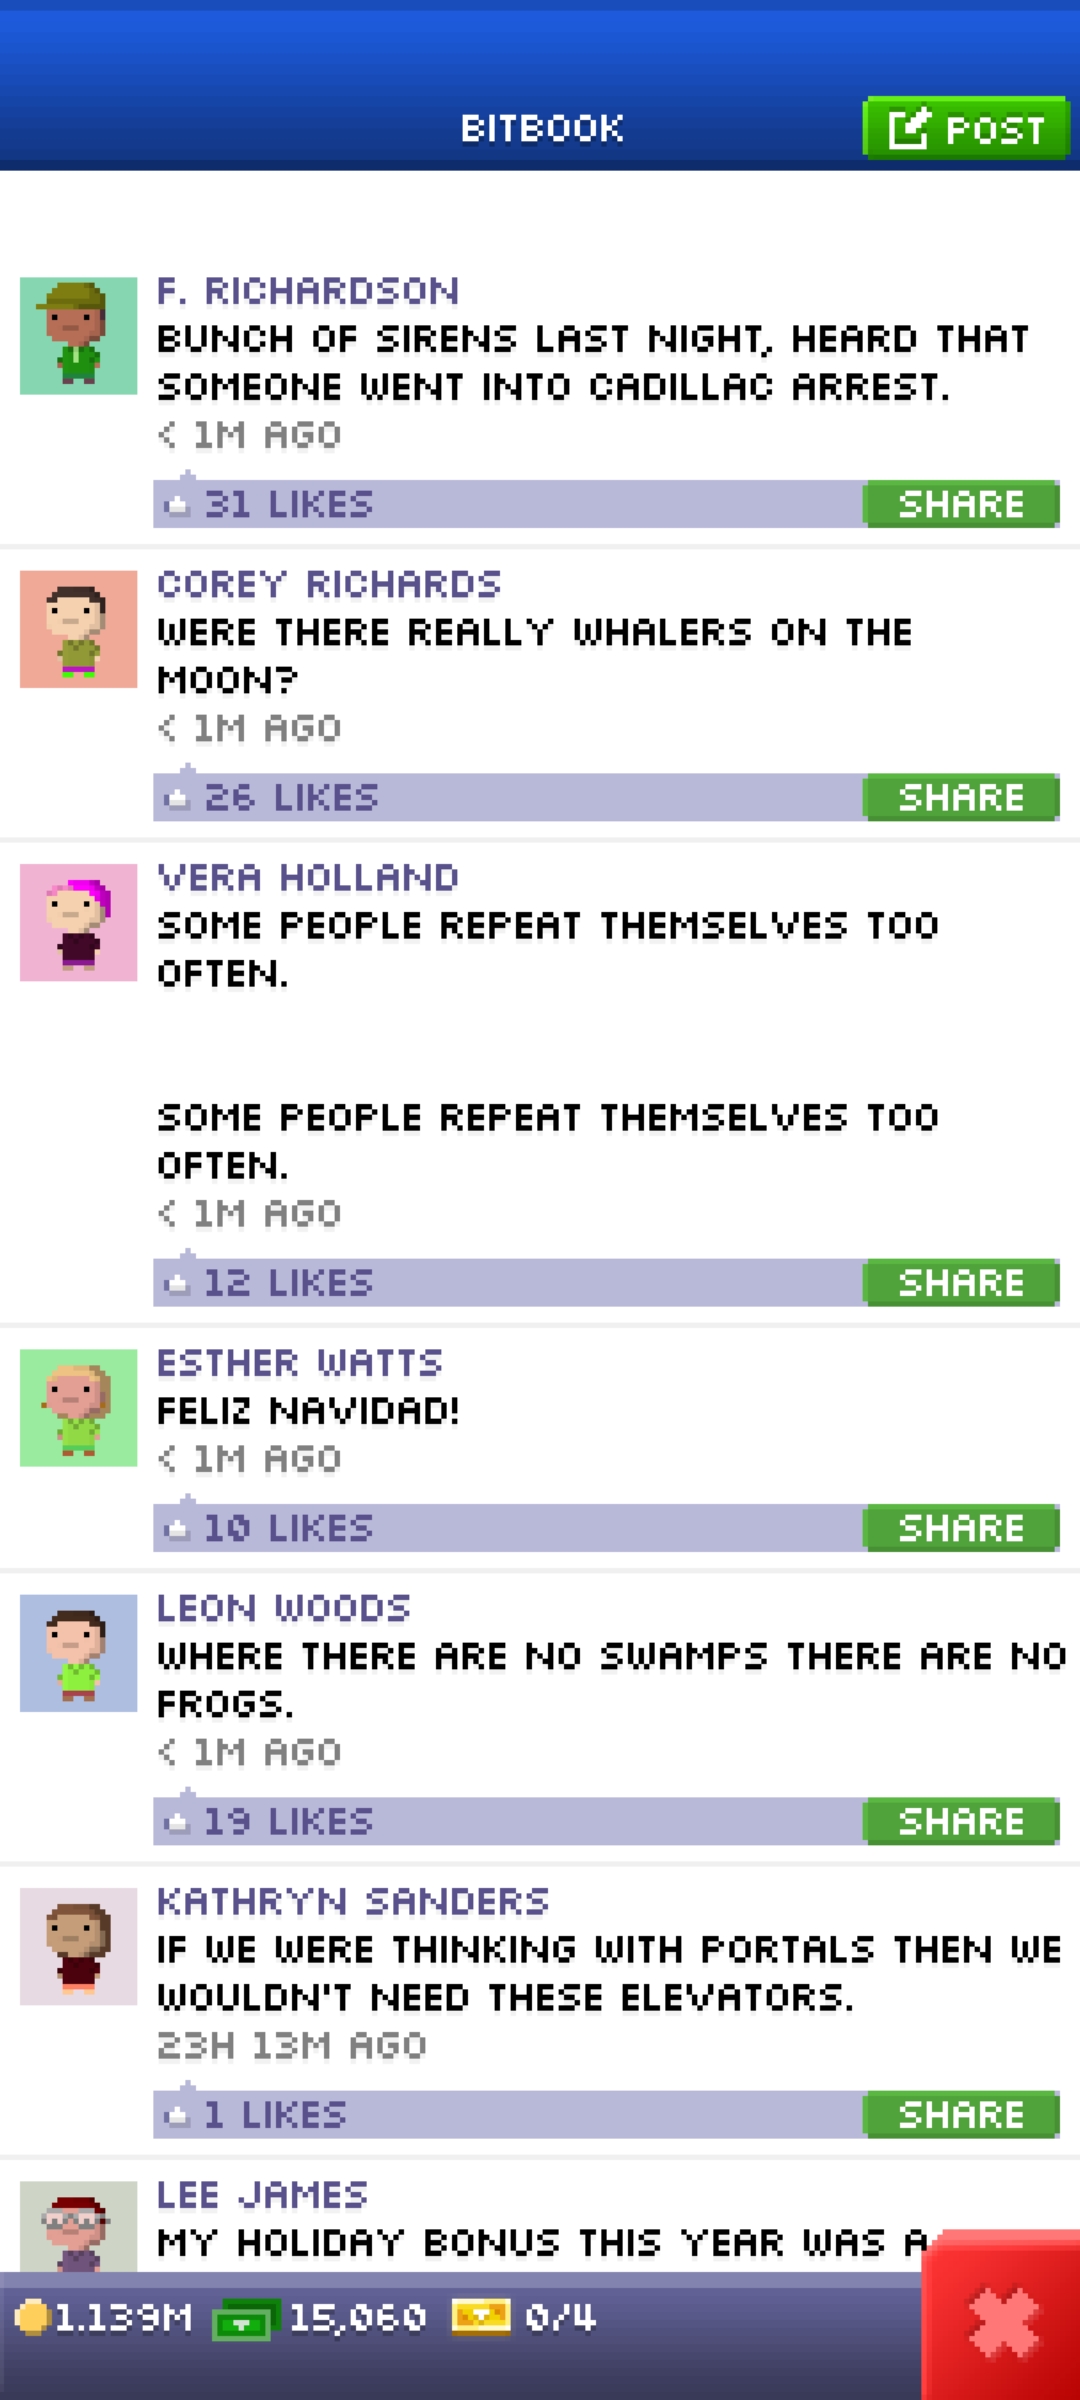 BITBOOK
POST
F. RICHARDSON
BUNCH OF SIRENS LAST NIGHT, HEARD THAT
SOMEONE WENT INTO CADILLAC ARREST.
< 1M AGO
31 LIKES
SHARE
COREY RICHARDS
WERE THERE REALLY WHALERS ON THE
MOON?
< 1M AGO
26 LIKES
SHARE
VERA HOLLAND
SOME PEOPLE REPEAT THEMSELVES TOO
OFTEN.
SOME PEOPLE REPEAT THEMSELVES TOO
OFTEN.
< 1M AGO
12 LIKES
SHARE
ESTHER WATTS
FELIZ NAVIDAD!
< 1M AGO
10 LIKES
SHARE
LEON WOODS
WHERE THERE ARE NO SWAMPS THERE ARE NO
FROGS.
< 1M AGO
19 LIKES
SHARE
KATHRYN SANDERS
IF WE WERE THINKING WITH PORTALS THEN WE
WOULDN'T NEED THESE ELEVATORS.
23H 13M AGO
1 LIKES
SHARE
LEE JAMES
MY HOLIDAY BONUS THIS YEAR WAS A
1.139M 15,060 0/4